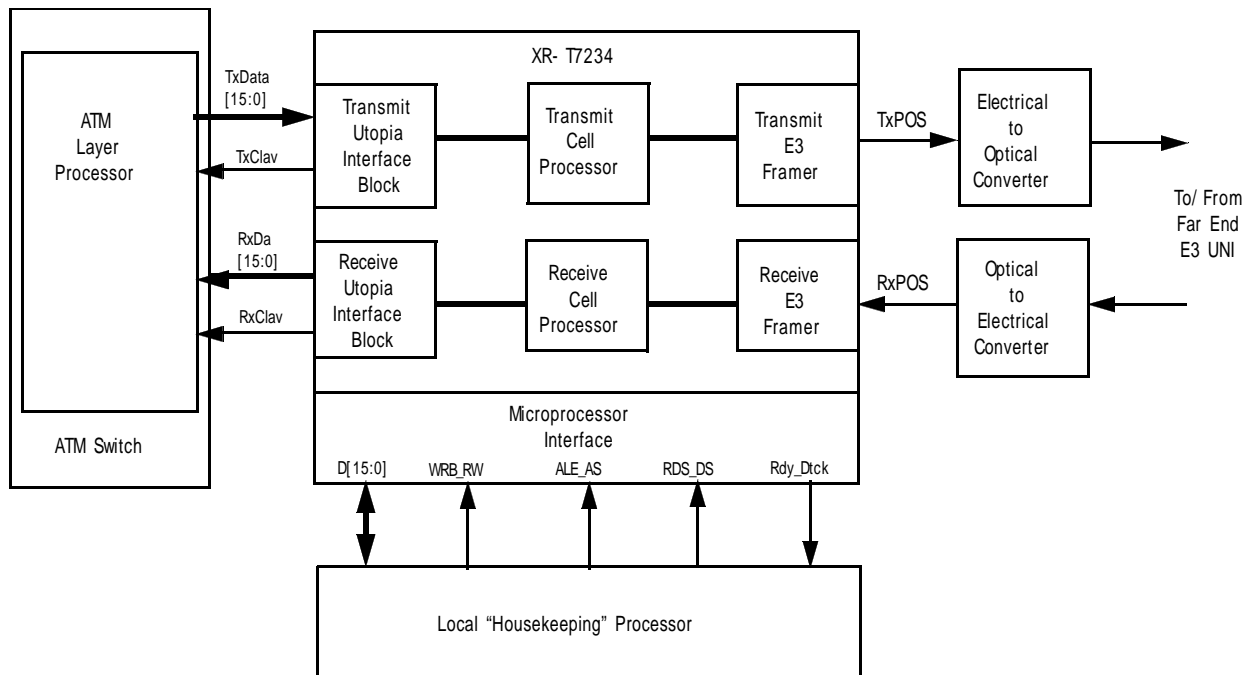 XR- T7234
TxData
[15:0]
ATM
Layer
Processor
TxClav
RxDa
[15:0]
RxClav
ATM Switch
Transmit
Utopia
Interface
Block
Transmit
Cell
Processor
Transmit
E3
Framer
TxPOS
Electrical
to
Optical
Converter
To/ From
Far End
E3 UNI
Receive
Utopia
Interface
Block
Receive
Cell
Processor
Receive
E3
Framer
RxPOS
Optical
to
Electrical
Converter
Microprocessor
Interface
D[15:0]
WRB_RW
ALE_AS
RDS_DS
Rdy_Dtck
Local “Housekeeping” Processor